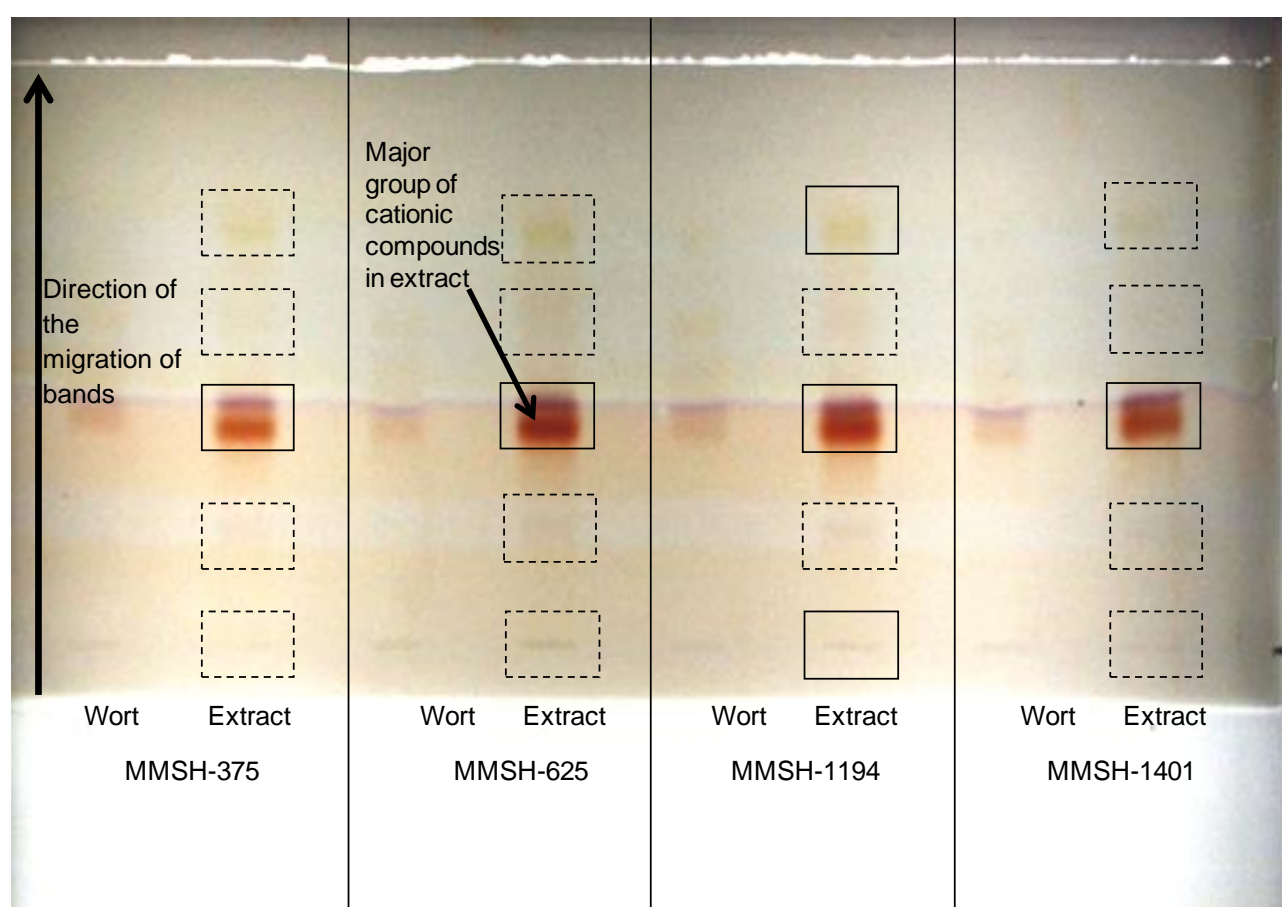 Major
group of
cationic
compounds
in extract
Direction of
the
migration of
bands
Wort Extract Wort Extract Wort Extract Wort Extract
MMSH-375 MMSH-625 MMSH-1194 MMSH-1401